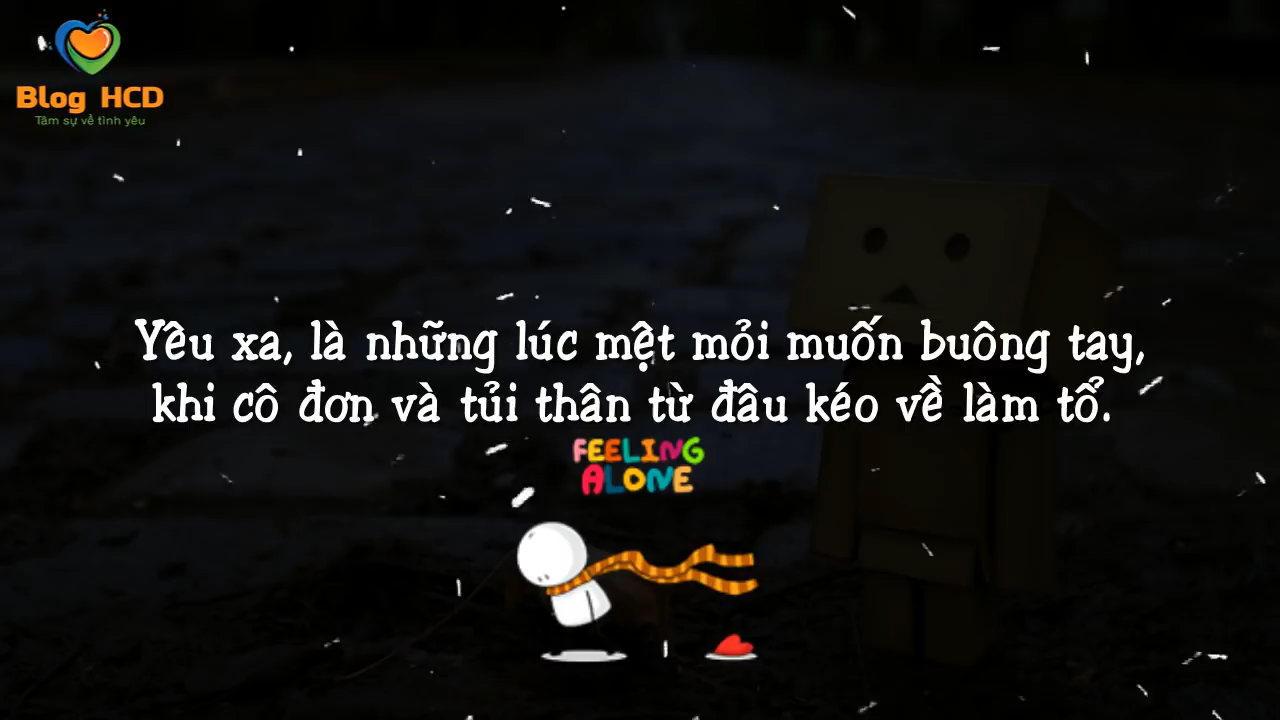 Blog HCD
Tâm sự về tình yêu
Yêu xa, là những lúc mệt mỏi muốn buông tay,
khi cô đơn và tủi thân từ đâu kéo về làm tổ.
FEELING
ALONE